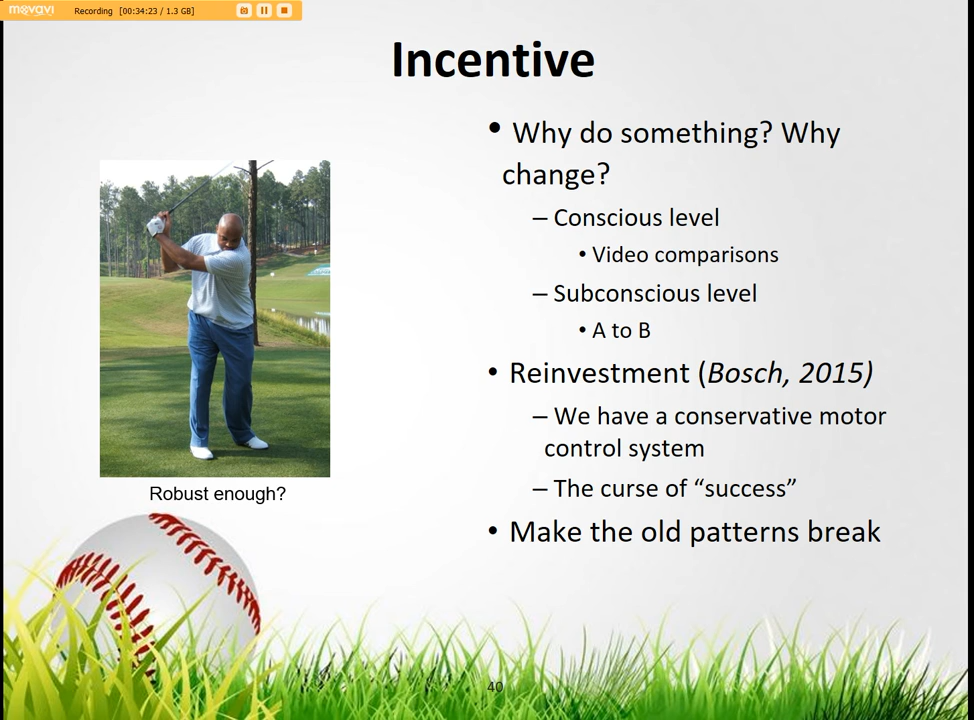 movavi Recording [00:34:23 / 1.3 GB]
Incentive
• Why do something? Why
change?
– Conscious level
• Video comparisons
– Subconscious level
• A to B
• Reinvestment (Bosch, 2015)
– We have a conservative motor
control system
– The curse of “success”
• Make the old patterns break
Robust enough?
40